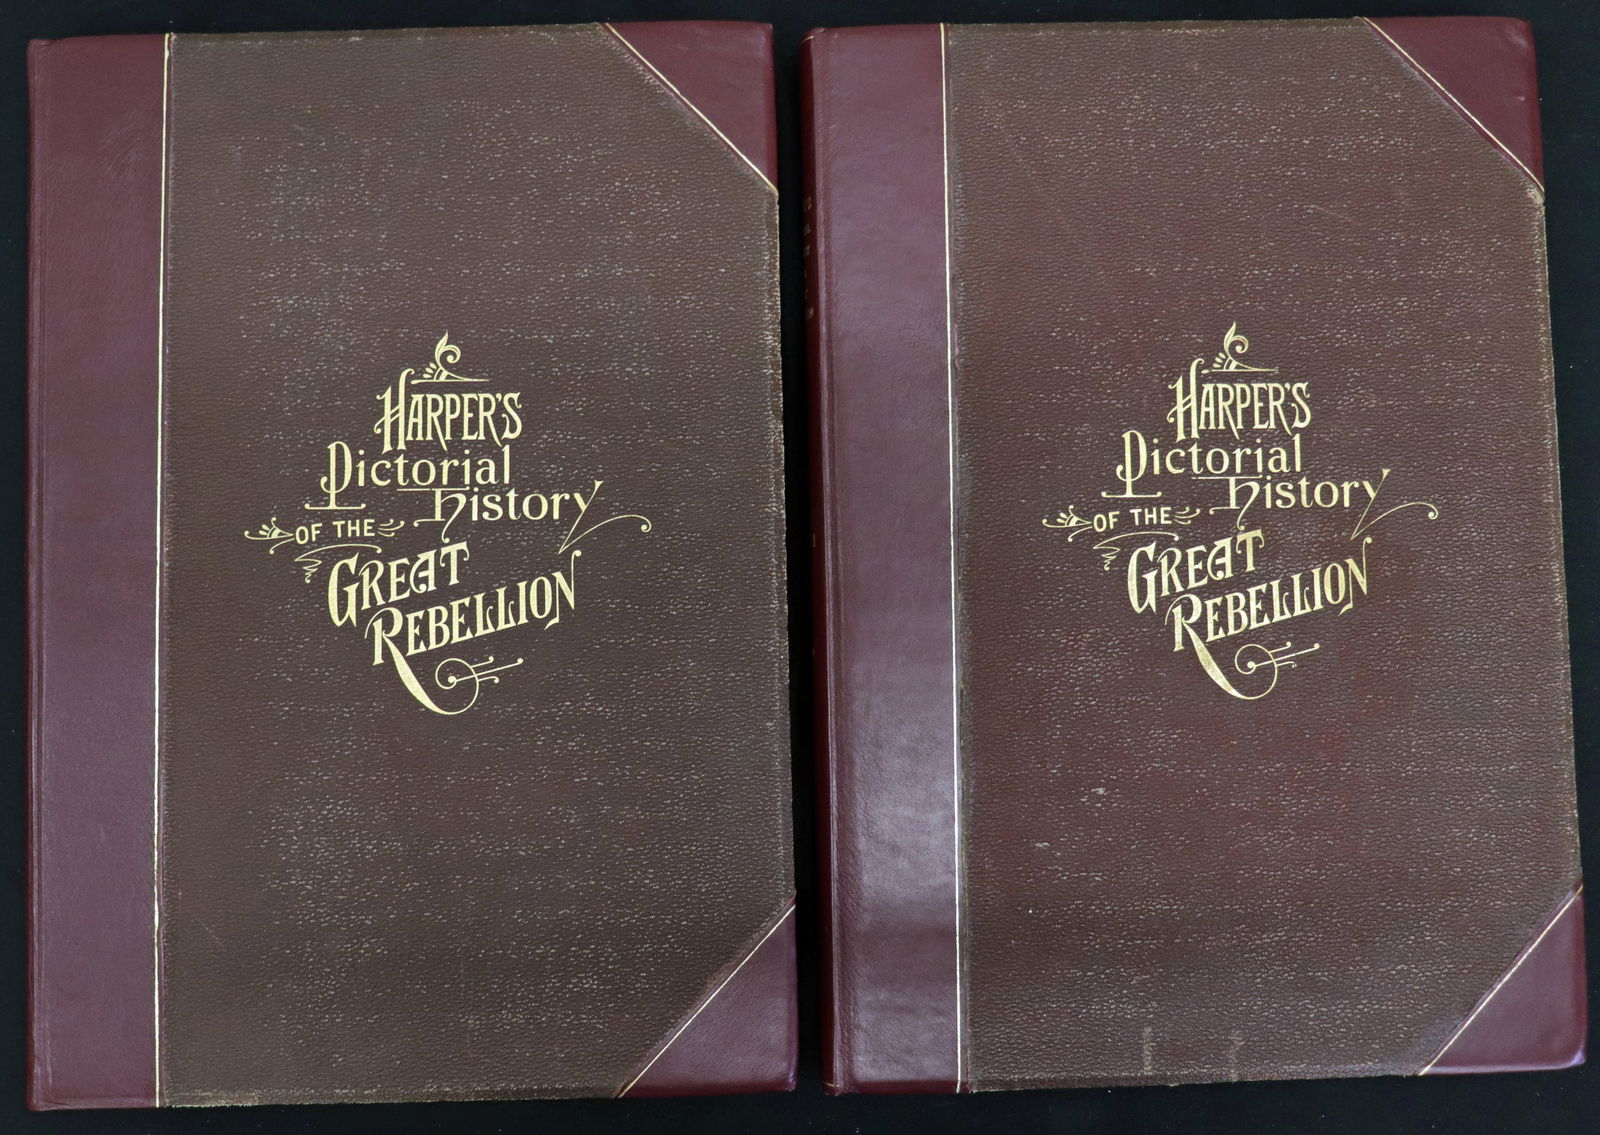 HARPER'S
Pictorial
History
OF THE
GREAT
REBELLION
HARPER'S
Pictorial
History
OF THE
GREAT
REBELLION